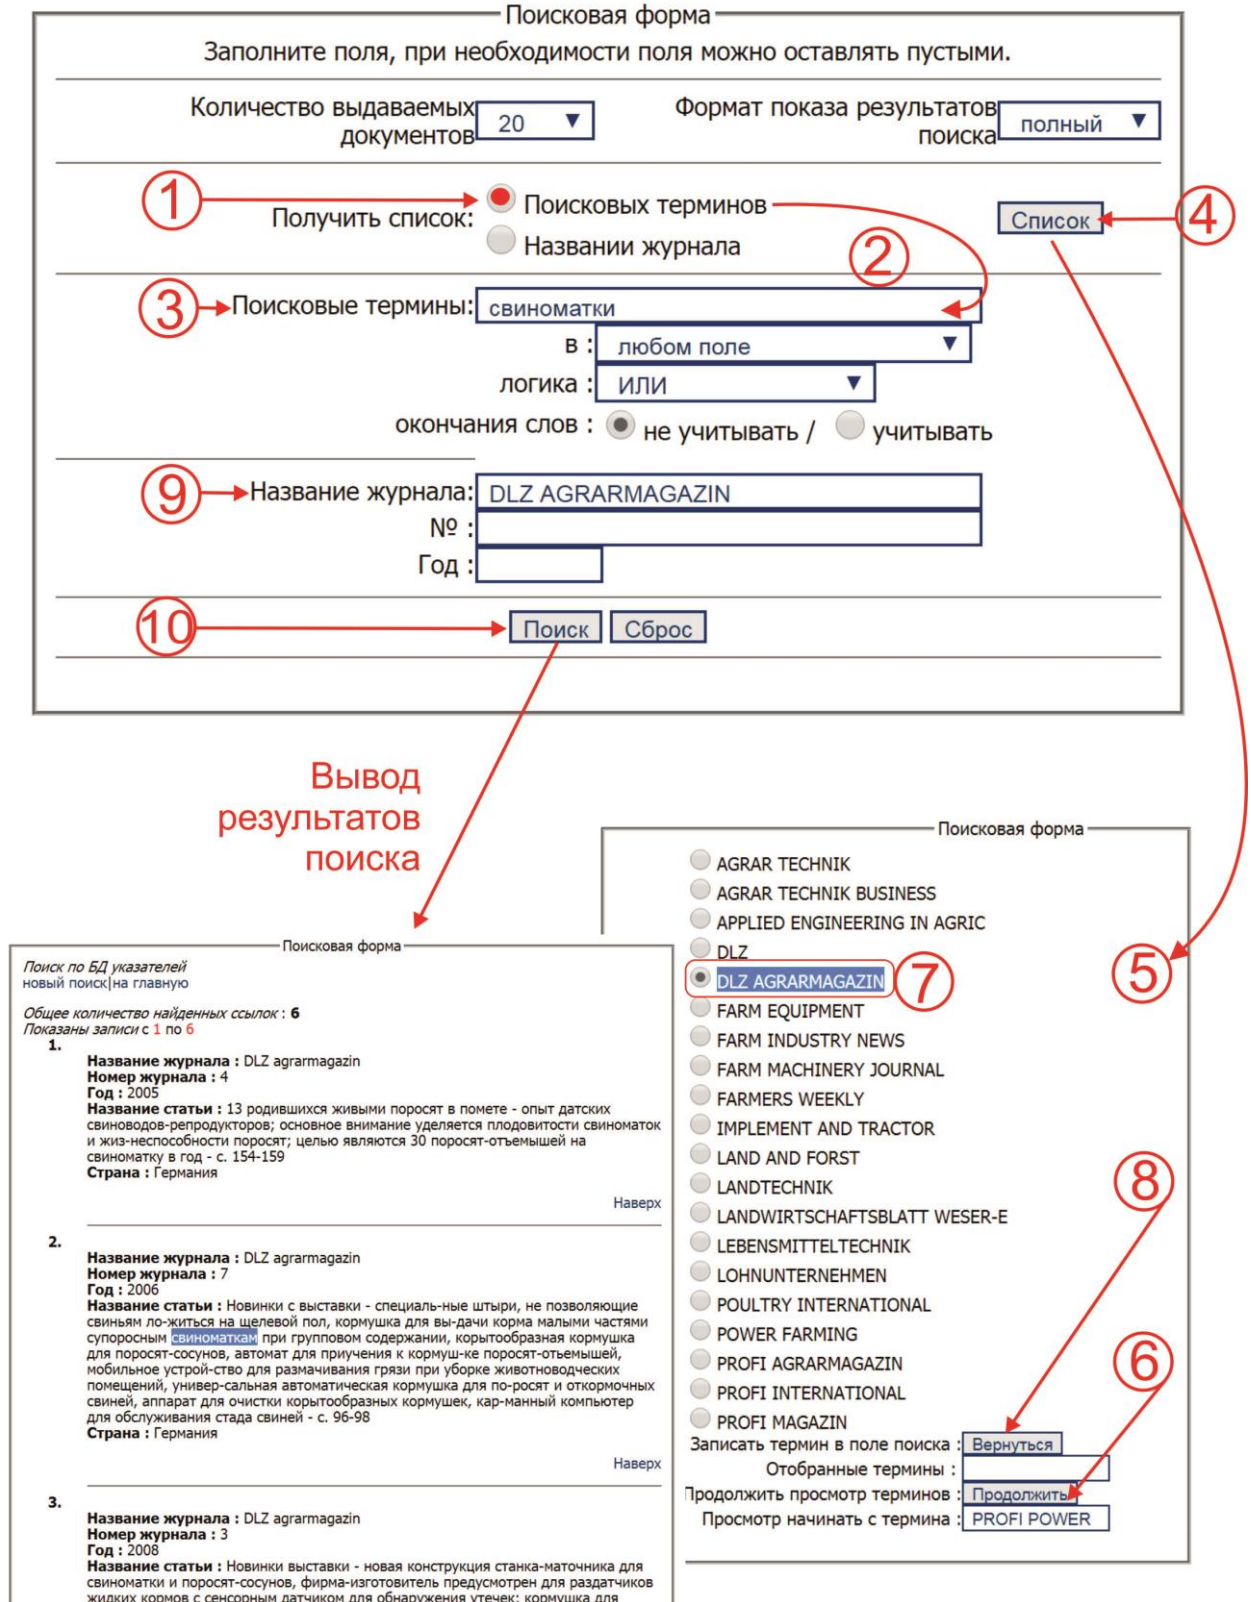 Поисковая форма
Заполните поля, при необходимости поля можно оставлять пустыми.
Количество выдаваемых документов 20 ▼ Формат показа результатов поиска полный ▼
1 Получить список: Поисковых терминов
Названии журнала
Список 4
2
3 Поисковые термины: свиноматки
в : любом поле ▼
логика : ИЛИ ▼
окончания слов : не учитывать / учитывать
9 Название журнала: DLZ AGRARMAGAZIN
№ :
Год :
10 Поиск Сброс
Вывод
результатов
поиска
Поисковая форма
AGRAR TECHNIK
AGRAR TECHNIK BUSINESS
APPLIED ENGINEERING IN AGRIC
DLZ
5
DLZ AGRARMAGAZIN 7
FARM EQUIPMENT
FARM INDUSTRY NEWS
FARM MACHINERY JOURNAL
FARMERS WEEKLY
IMPLEMENT AND TRACTOR
LAND AND FORST
8
LANDTECHNIK
LANDWIRTSCHAFTSBLATT WESER-E
LEBENSMITTELTECHNIK
LOHNUNTERNEHMEN
POULTRY INTERNATIONAL
POWER FARMING
PROFI AGRARMAGAZIN
6
PROFI INTERNATIONAL
PROFI MAGAZIN
Записать термин в поле поиска : Вернуться
Отобранные термины :
Продолжить просмотр терминов : Продолжить
Просмотр начинать с термина : PROFI POWER
Поисковая форма
Поиск по БД указателей
новый поиск|на главную
Общее количество найденных ссылок : 6
Показаны записи с 1 по 6
1.
Название журнала : DLZ agrarmagazin
Номер журнала : 4
Год : 2005
Название статьи : 13 родившихся живыми поросят в помете - опыт датских
свиноводов-репродукторов; основное внимание уделяется плодовитости свиноматок
и жиз-неспособности поросят; целью являются 30 поросят-отъемышей на
свиноматку в год - с. 154-159
Страна : Германия
Наверх
2.
Название журнала : DLZ agrarmagazin
Номер журнала : 7
Год : 2006
Название статьи : Новинки с выставки - специаль-ные штыри, не позволяющие
свиньям ло-житься на щелевой пол, кормушка для вы-дачи корма малыми частями
супоросным свиноматкам при групповом содержании, корытообразная кормушка
для поросят-сосунов, автомат для приучения к кормуш-ке поросят-отъемышей,
мобильное устрой-ство для размачивания грязи при уборке животноводческих
помещений, универ-сальная автоматическая кормушка для по-росят и откормочных
свиней, аппарат для очистки корытообразных кормушек, кар-манный компьютер
для обслуживания стада свиней - с. 96-98
Страна : Германия
Наверх
3.
Название журнала : DLZ agrarmagazin
Номер журнала : 3
Год : 2008
Название статьи : Новинки выставки - новая конструкция станка-маточника для
свиноматки и поросят-сосунов, фирма-изготовитель предусмотрен для раздатчиков
жидких кормов с сенсорным датчиком для обнаружения утечек; кормушка для